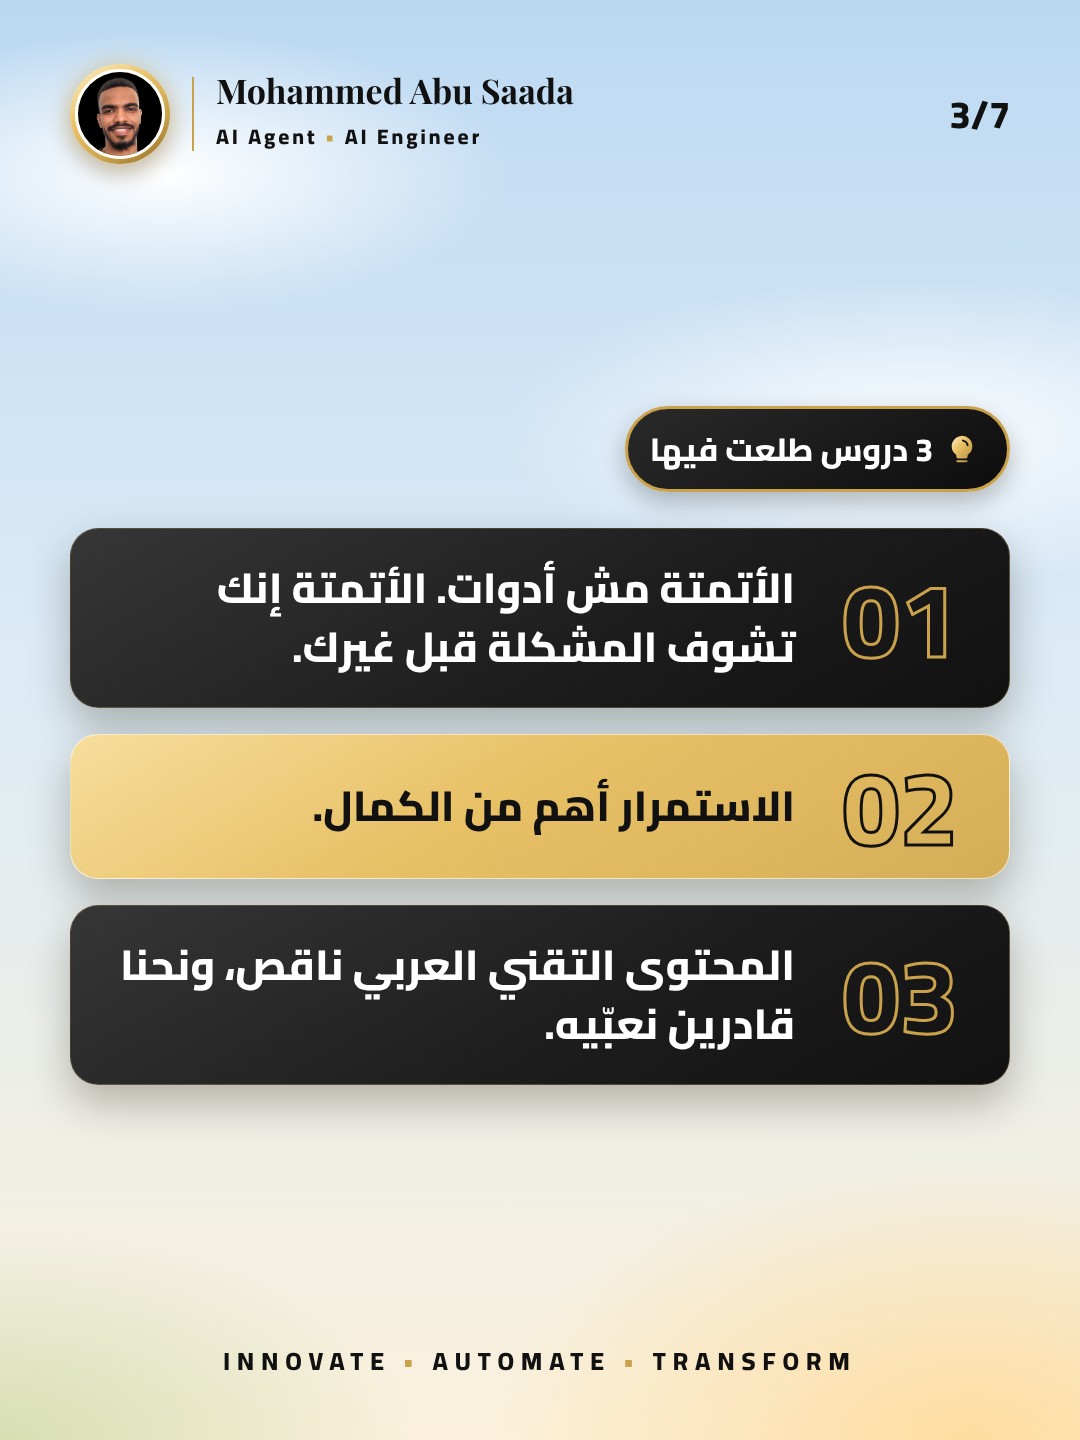 Mohammed Abu Saada
AI Agent ▪ AI Engineer
3/7
3 دروس طلعت فيها
01
الأتمتة مش أدوات. الأتمتة إنك
تشوف المشكلة قبل غيرك.
02
الاستمرار أهم من الكمال.
03
المحتوى التقني العربي ناقص، ونحنا
قادرين نعبّيه.
INNOVATE ▪ AUTOMATE ▪ TRANSFORM